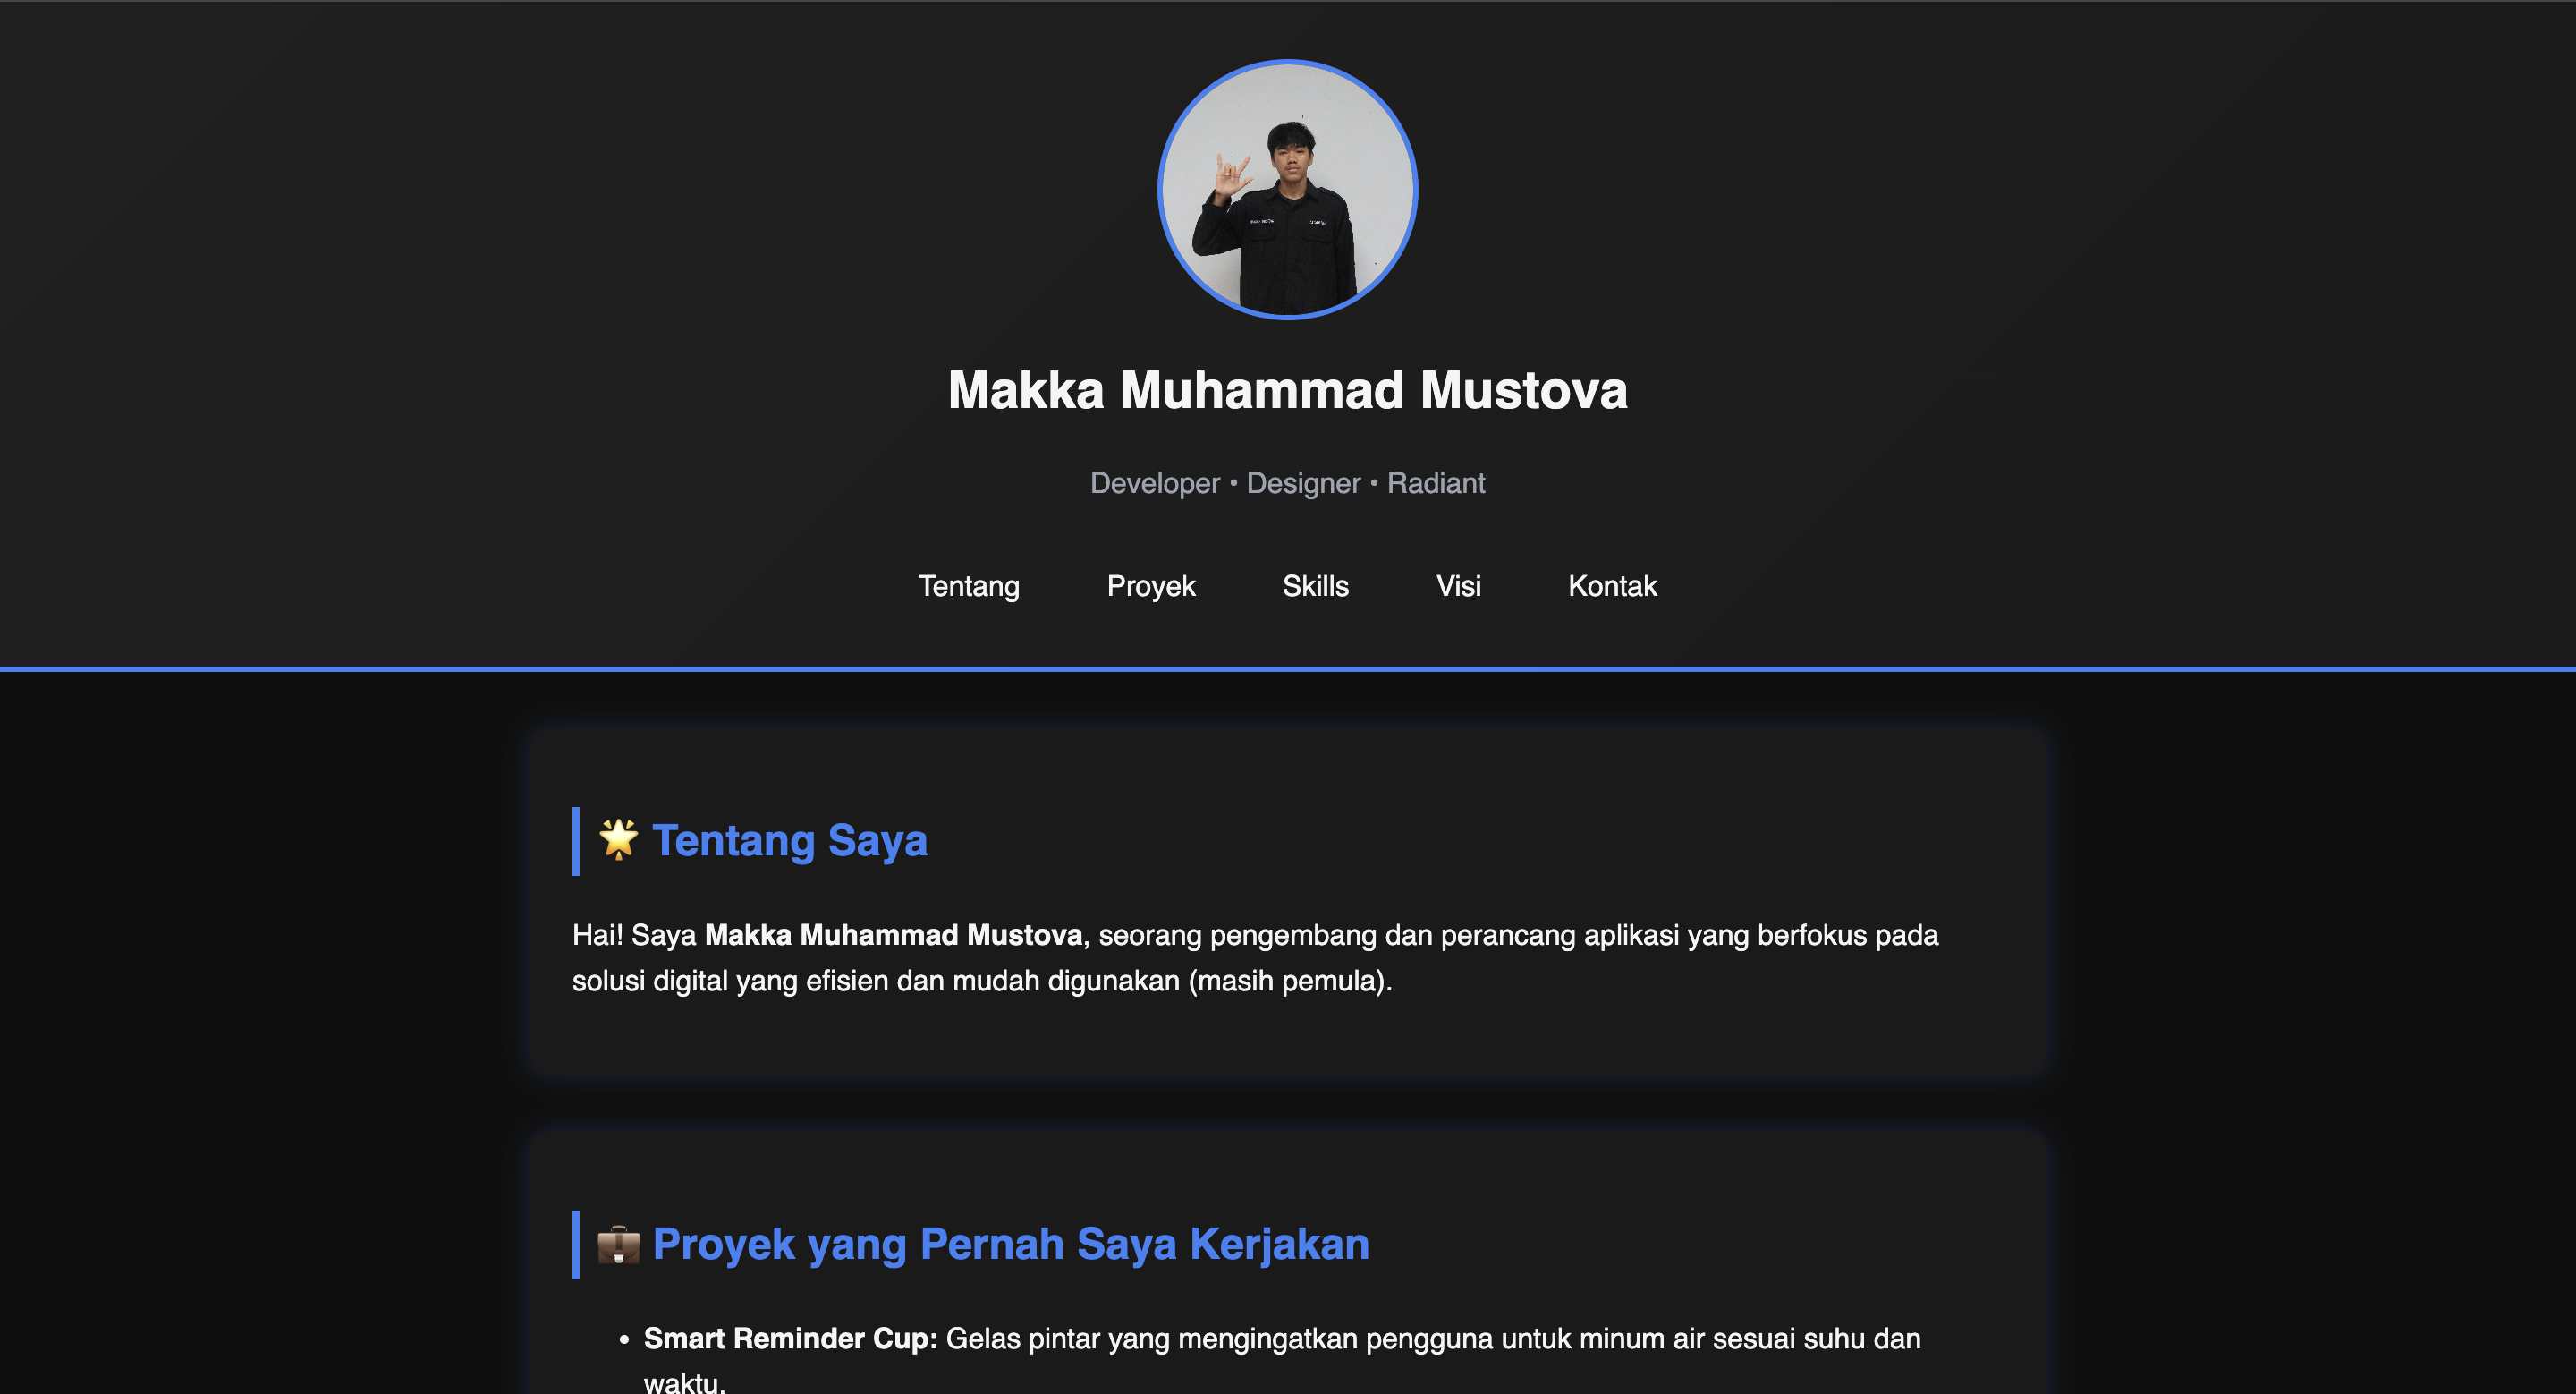 Makka Muhammad Mustova
Developer • Designer • Radiant
Tentang Proyek Skills Visi Kontak
🌟 Tentang Saya
Hai! Saya Makka Muhammad Mustova, seorang pengembang dan perancang aplikasi yang berfokus pada
solusi digital yang efisien dan mudah digunakan (masih pemula).
💼 Proyek yang Pernah Saya Kerjakan
• Smart Reminder Cup: Gelas pintar yang mengingatkan pengguna untuk minum air sesuai suhu dan
waktu.